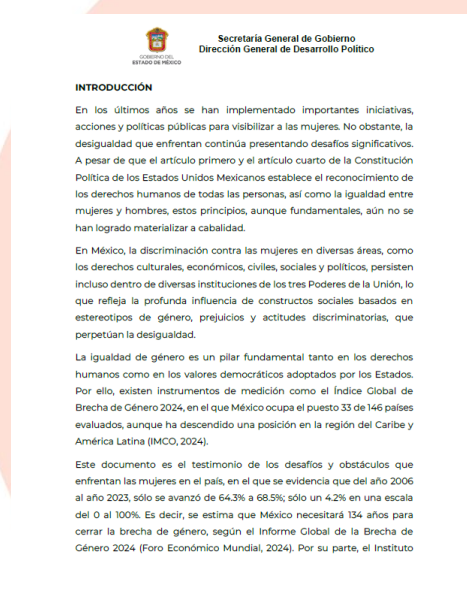 Secretaría General de Gobierno
Dirección General de Desarrollo Político
GOBIERNO DEL
ESTADO DE MÉXICO
INTRODUCCIÓN
En los últimos años se han implementado importantes iniciativas,
acciones y políticas públicas para visibilizar a las mujeres. No obstante, la
desigualdad que enfrentan continúa presentando desafíos significativos.
A pesar de que el artículo primero y el artículo cuarto de la Constitución
Política de los Estados Unidos Mexicanos establece el reconocimiento de
los derechos humanos de todas las personas, así como la igualdad entre
mujeres y hombres, estos principios, aunque fundamentales, aún no se
han logrado materializar a cabalidad.
En México, la discriminación contra las mujeres en diversas áreas, como
los derechos culturales, económicos, civiles, sociales y políticos, persisten
incluso dentro de diversas instituciones de los tres Poderes de la Unión, lo
que refleja la profunda influencia de constructos sociales basados en
estereotipos de género, prejuicios y actitudes discriminatorias, que
perpetúan la desigualdad.
La igualdad de género es un pilar fundamental tanto en los derechos
humanos como en los valores democráticos adoptados por los Estados.
Por ello, existen instrumentos de medición como el Índice Global de
Brecha de Género 2024, en el que México ocupa el puesto 33 de 146 países
evaluados, aunque ha descendido una posición en la región del Caribe y
América Latina (IMCO, 2024).
Este documento es el testimonio de los desafíos y obstáculos que
enfrentan las mujeres en el país, en el que se evidencia que del año 2006
al año 2023, sólo se avanzó de 64.3% a 68.5%; sólo un 4.2% en una escala
del 0 al 100%. Es decir, se estima que México necesitará 134 años para
cerrar la brecha de género, según el Informe Global de la Brecha de
Género 2024 (Foro Económico Mundial, 2024). Por su parte, el Instituto